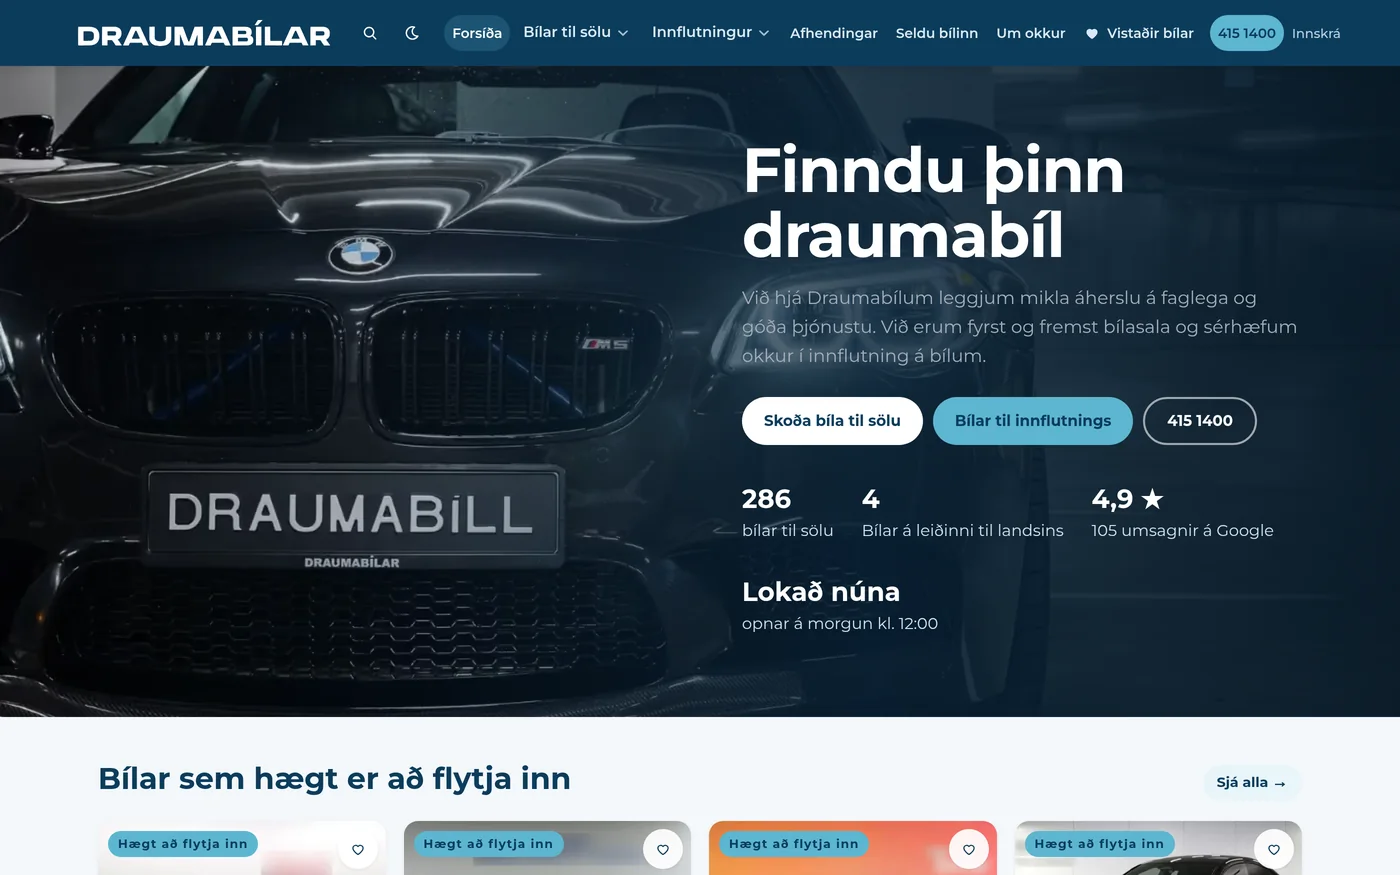 DRAUMABÍLAR
Forsíða
Bílar til sölu
Innflutningur
Afhendingar
Seldu bílinn
Um okkur
Vistaðir bílar
415 1400
Innskrá
Finndu þinn
draumabíl
Við hjá Draumabílum leggjum mikla áherslu á faglega og
góða þjónustu. Við erum fyrst og fremst bílasala og sérhæfum
okkur í innflutning á bílum.
Skoða bíla til sölu
Bílar til innflutnings
415 1400
286
bílar til sölu
4
Bílar á leiðinni til landsins
4,9 ★
105 umsagnir á Google
Lokað núna
opnar á morgun kl. 12:00
BMW
M5
DRAUMABíLL
DRAUMABÍLAR
Bílar sem hægt er að flytja inn
Sjá alla →
Hægt að flytja inn
Hægt að flytja inn
Hægt að flytja inn
Hægt að flytja inn